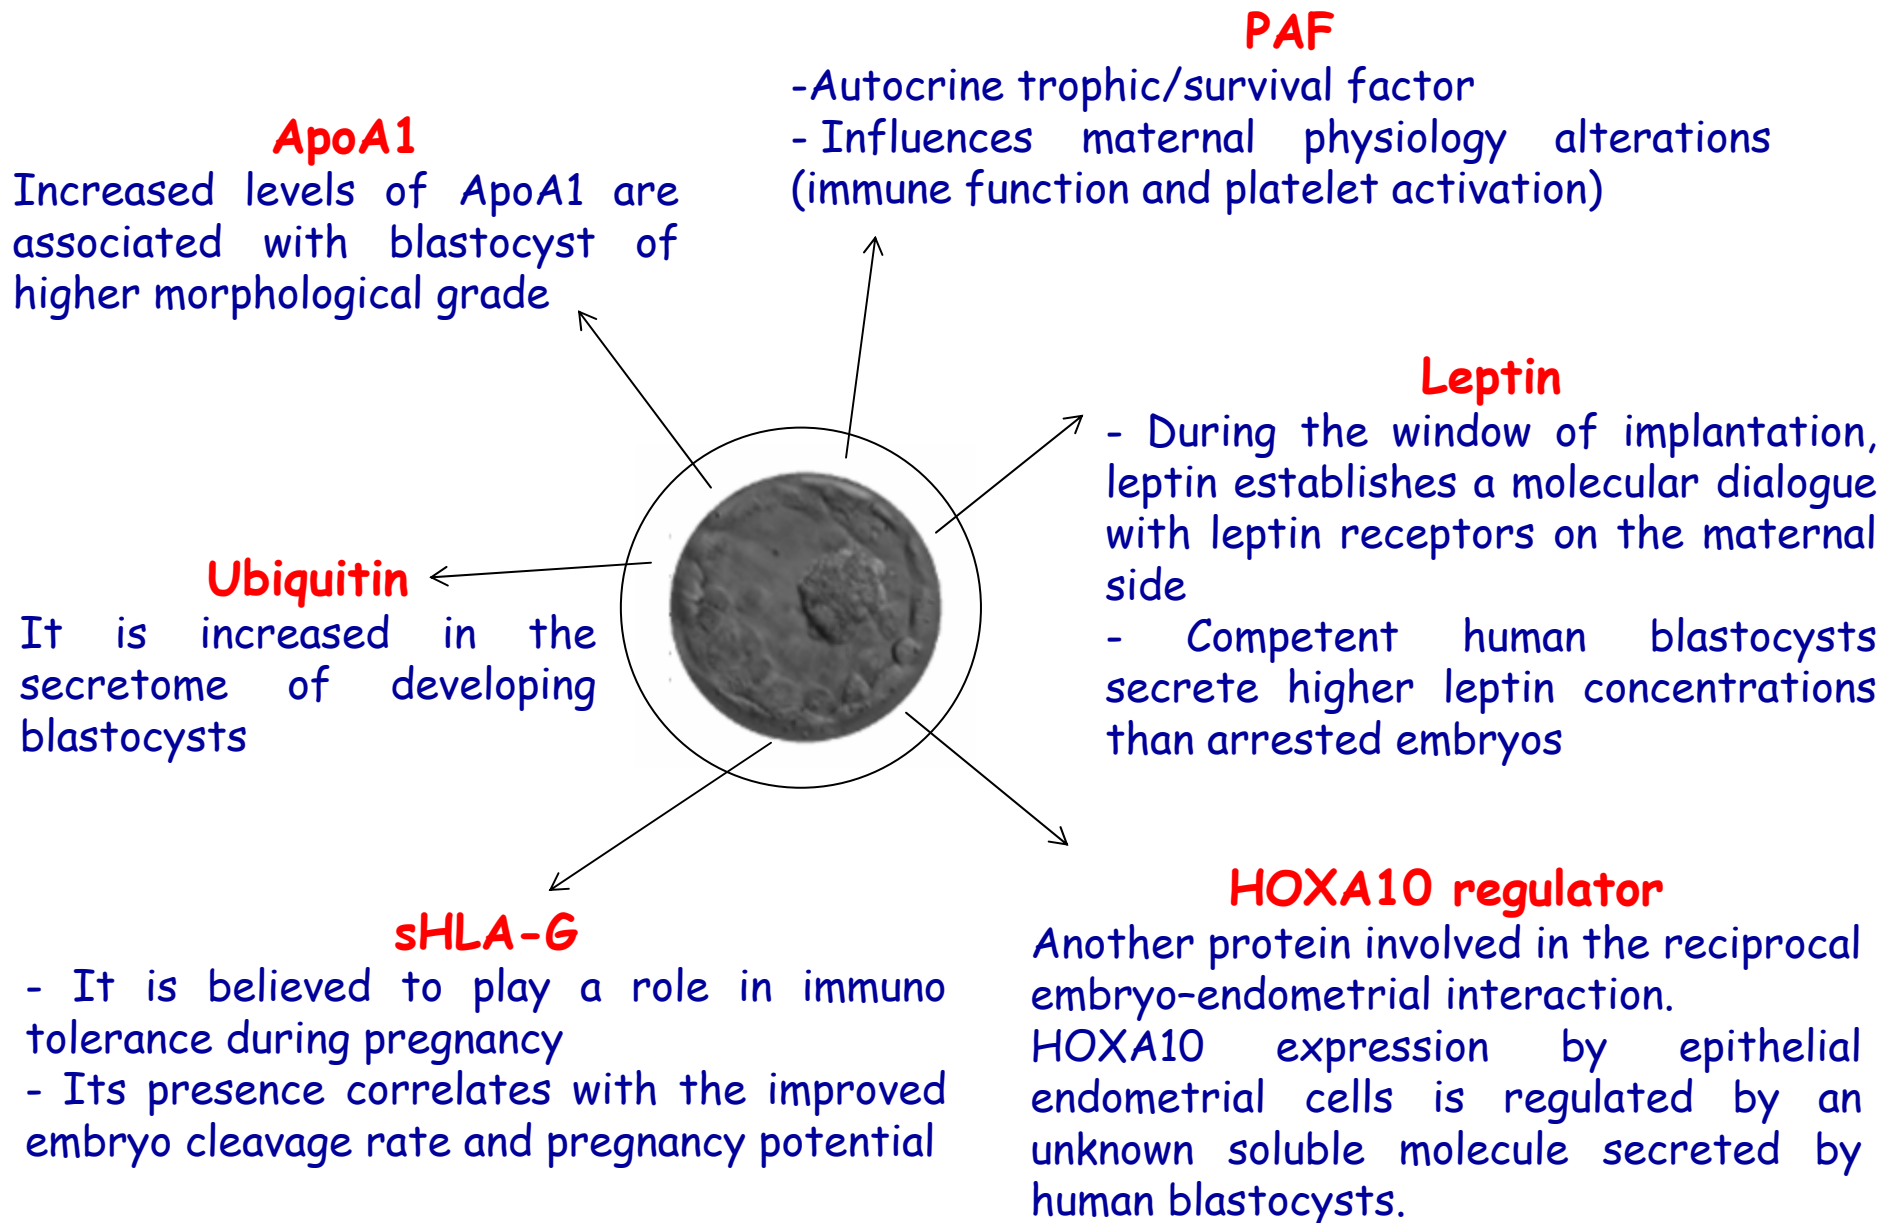 PAF
-Autocrine trophic/survival factor
- Influences maternal physiology alterations
(immune function and platelet activation)
ApoA1
Increased levels of ApoA1 are
associated with blastocyst of
higher morphological grade
Leptin
- During the window of implantation,
leptin establishes a molecular dialogue
with leptin receptors on the maternal
side
- Competent human blastocysts
secrete higher leptin concentrations
than arrested embryos
Ubiquitin
It is increased in the
secretome of developing
blastocysts
HOXA10 regulator
Another protein involved in the reciprocal
embryo–endometrial interaction.
HOXA10 expression by epithelial
endometrial cells is regulated by an
unknown soluble molecule secreted by
human blastocysts.
sHLA-G
- It is believed to play a role in immuno
tolerance during pregnancy
- Its presence correlates with the improved
embryo cleavage rate and pregnancy potential